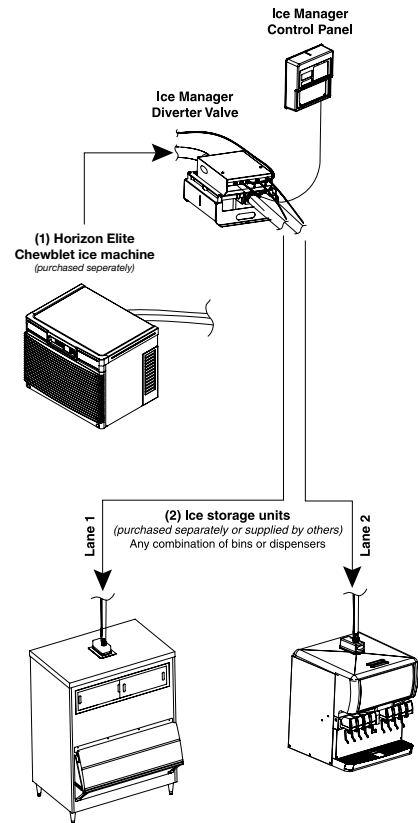 Ice Manager
Control Panel
Ice Manager
Diverter Valve
(1) Horizon Elite
Chewblet ice machine
(purchased seperately)
Lane 1
(2) Ice storage units
(purchased separately or supplied by others)
Any combination of bins or dispensers
Lane 2